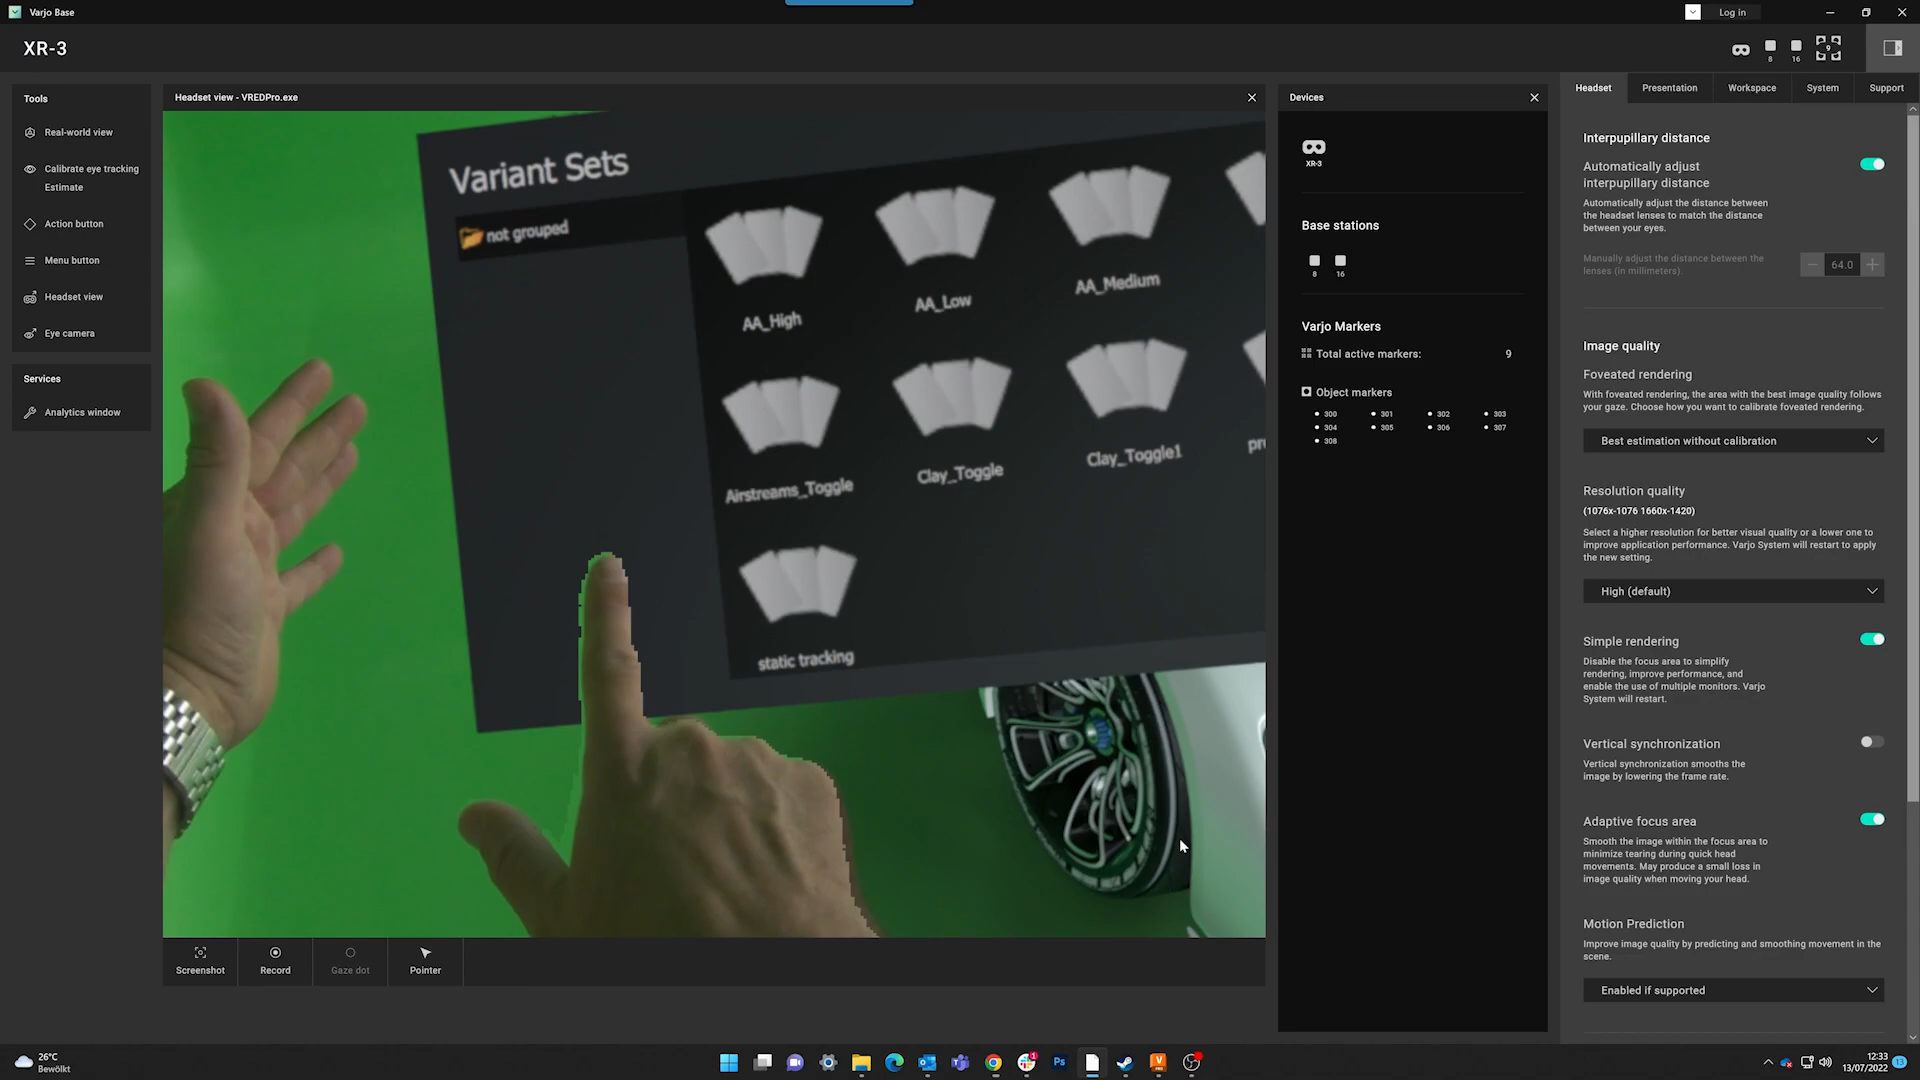 Varjo Base
Log in
XR-3
8
16
9
Tools
Real-world view
Calibrate eye tracking
Estimate
Action button
Menu button
Headset view
Eye camera
Services
Analytics window
Headset view - VREDPro.exe
Variant Sets
not grouped
AA_High
AA_Low
AA_Medium
Airstreams_Toggle
Clay_Toggle
Clay_Toggle1
pr
static tracking
Screenshot
Record
Gaze dot
Pointer
Devices
XR-3
Base stations
8
16
Varjo Markers
Total active markers: 9
Object markers
300 301 302 303
304 305 306 307
308
Headset
Presentation
Workspace
System
Support
Interpupillary distance
Automatically adjust
interpupillary distance
Automatically adjust the distance between
the headset lenses to match the distance
between your eyes.
Manually adjust the distance between the
lenses (in millimeters).
64.0
Image quality
Foveated rendering
With foveated rendering, the area with the best image quality follows
your gaze. Choose how you want to calibrate foveated rendering.
Best estimation without calibration
Resolution quality
(1076x-1076 1660x-1420)
Select a higher resolution for better visual quality or a lower one to
improve application performance. Varjo System will restart to apply
the new setting.
High (default)
Simple rendering
Disable the focus area to simplify
rendering, improve performance, and
enable the use of multiple monitors. Varjo
System will restart.
Vertical synchronization
Vertical synchronization smooths the
image by lowering the frame rate.
Adaptive focus area
Smooth the image within the focus area to
minimize tearing during quick head
movements. May produce a small loss in
image quality when moving your head.
Motion Prediction
Improve image quality by predicting and smoothing movement in the
scene.
Enabled if supported
26°C
Bewölkt
Ps
1
12:33
13/07/2022
13